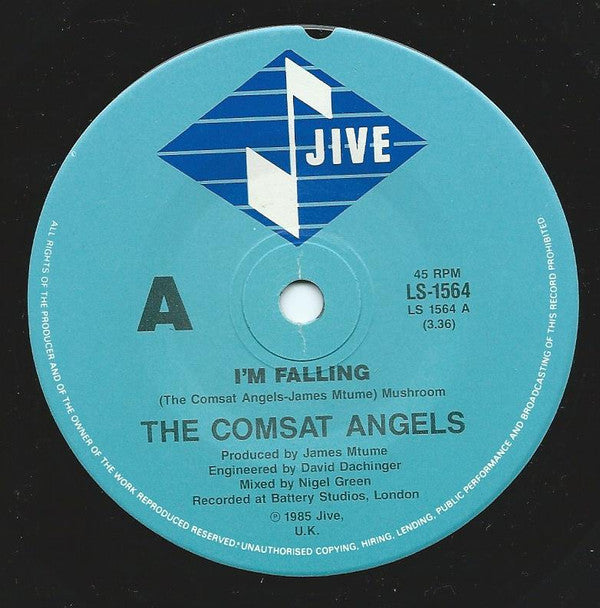 JIVE
A
45 RPM
LS-1564
LS 1564 A
(3.36)
I'M FALLING
(The Comsat Angels-James Mtume) Mushroom
THE COMSAT ANGELS
Produced by James Mtume
Engineered by David Dachinger
Mixed by Nigel Green
Recorded at Battery Studios, London
℗ 1985 Jive,
U.K.
ALL RIGHTS OF THE PRODUCER AND OF THE OWNER OF THE WORK REPRODUCED RESERVED. UNAUTHORISED COPYING, HIRING, LENDING, PUBLIC PERFORMANCE AND BROADCASTING OF THIS RECORD PROHIBITED